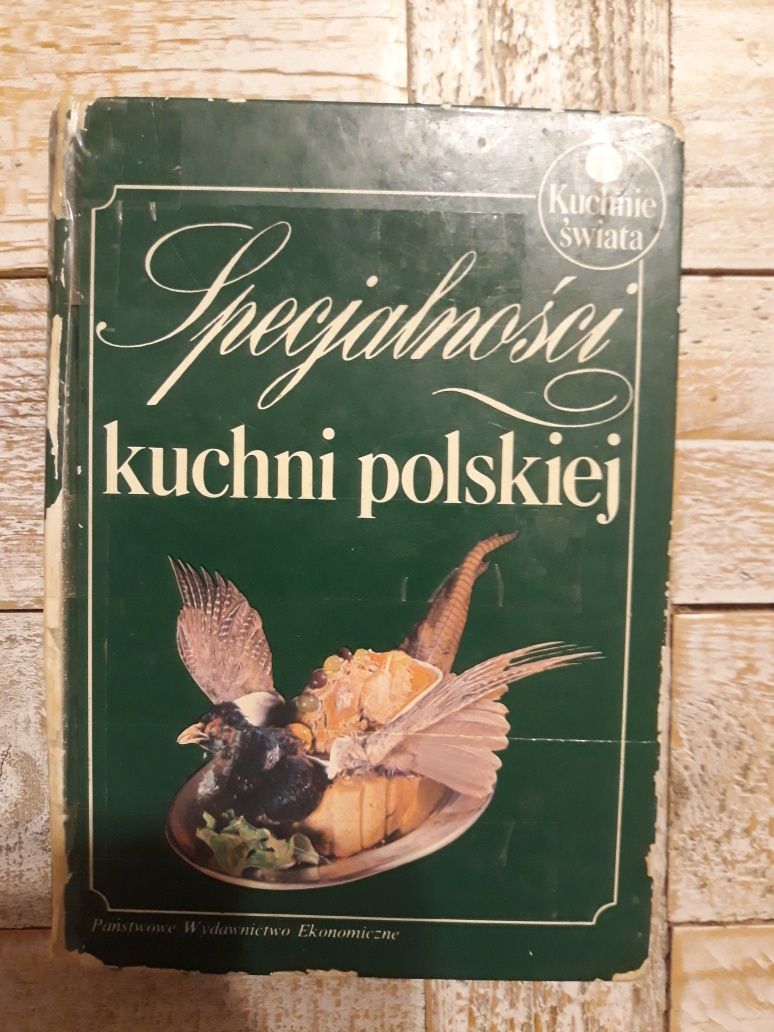 Kuchnie
świata
Specjalności
kuchni polskiej
Państwowe Wydawnictwo Ekonomiczne